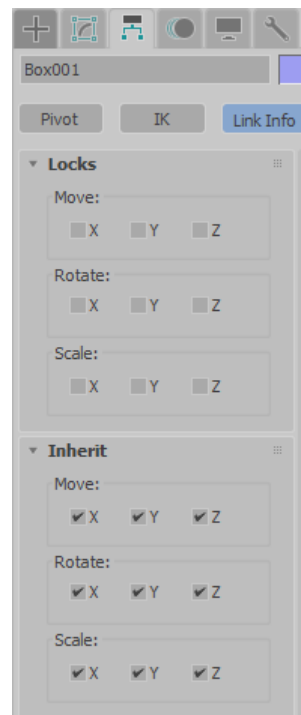 Box001
Pivot IK Link Info
Locks
Move:
X Y Z
Rotate:
X Y Z
Scale:
X Y Z
Inherit
Move:
X Y Z
Rotate:
X Y Z
Scale:
X Y Z